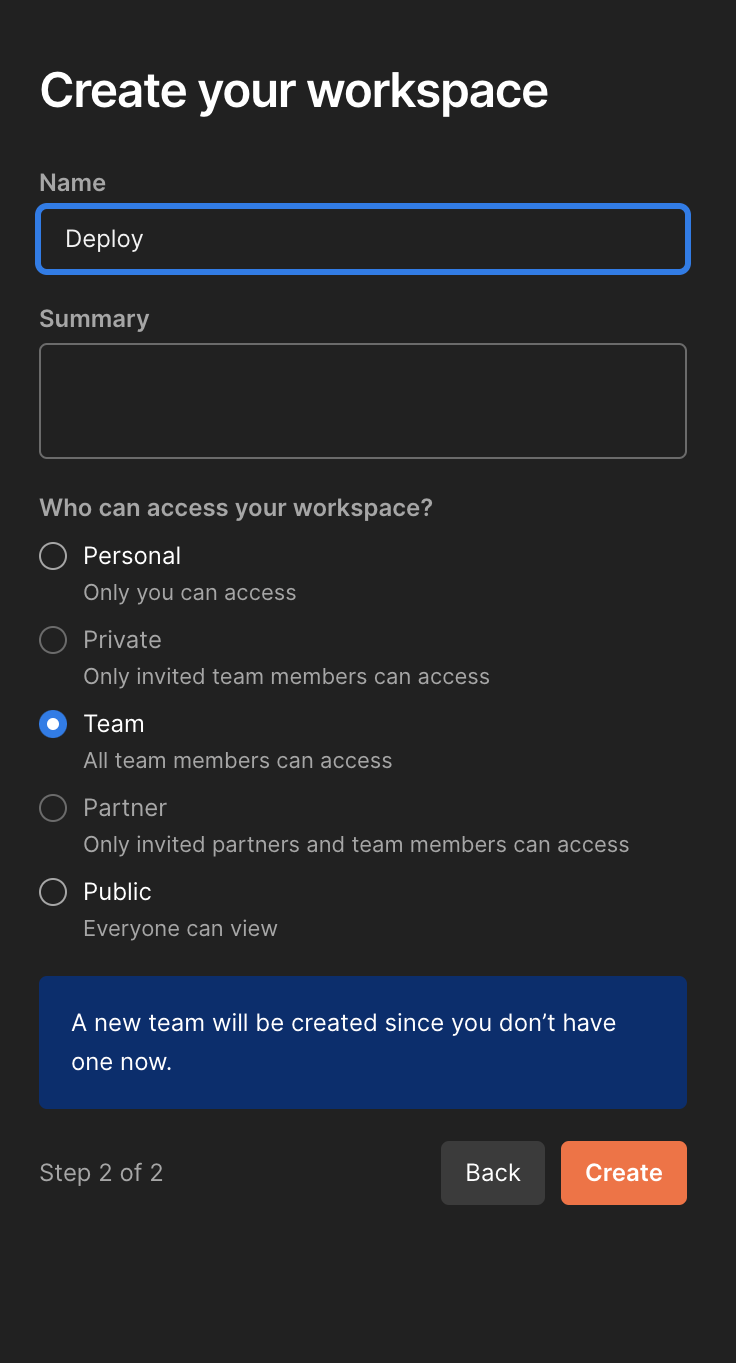 Create your workspace
Name
Deploy
Summary
Who can access your workspace?
Personal
Only you can access
Private
Only invited team members can access
Team
All team members can access
Partner
Only invited partners and team members can access
Public
Everyone can view
A new team will be created since you don’t have
one now.
Step 2 of 2
Back
Create